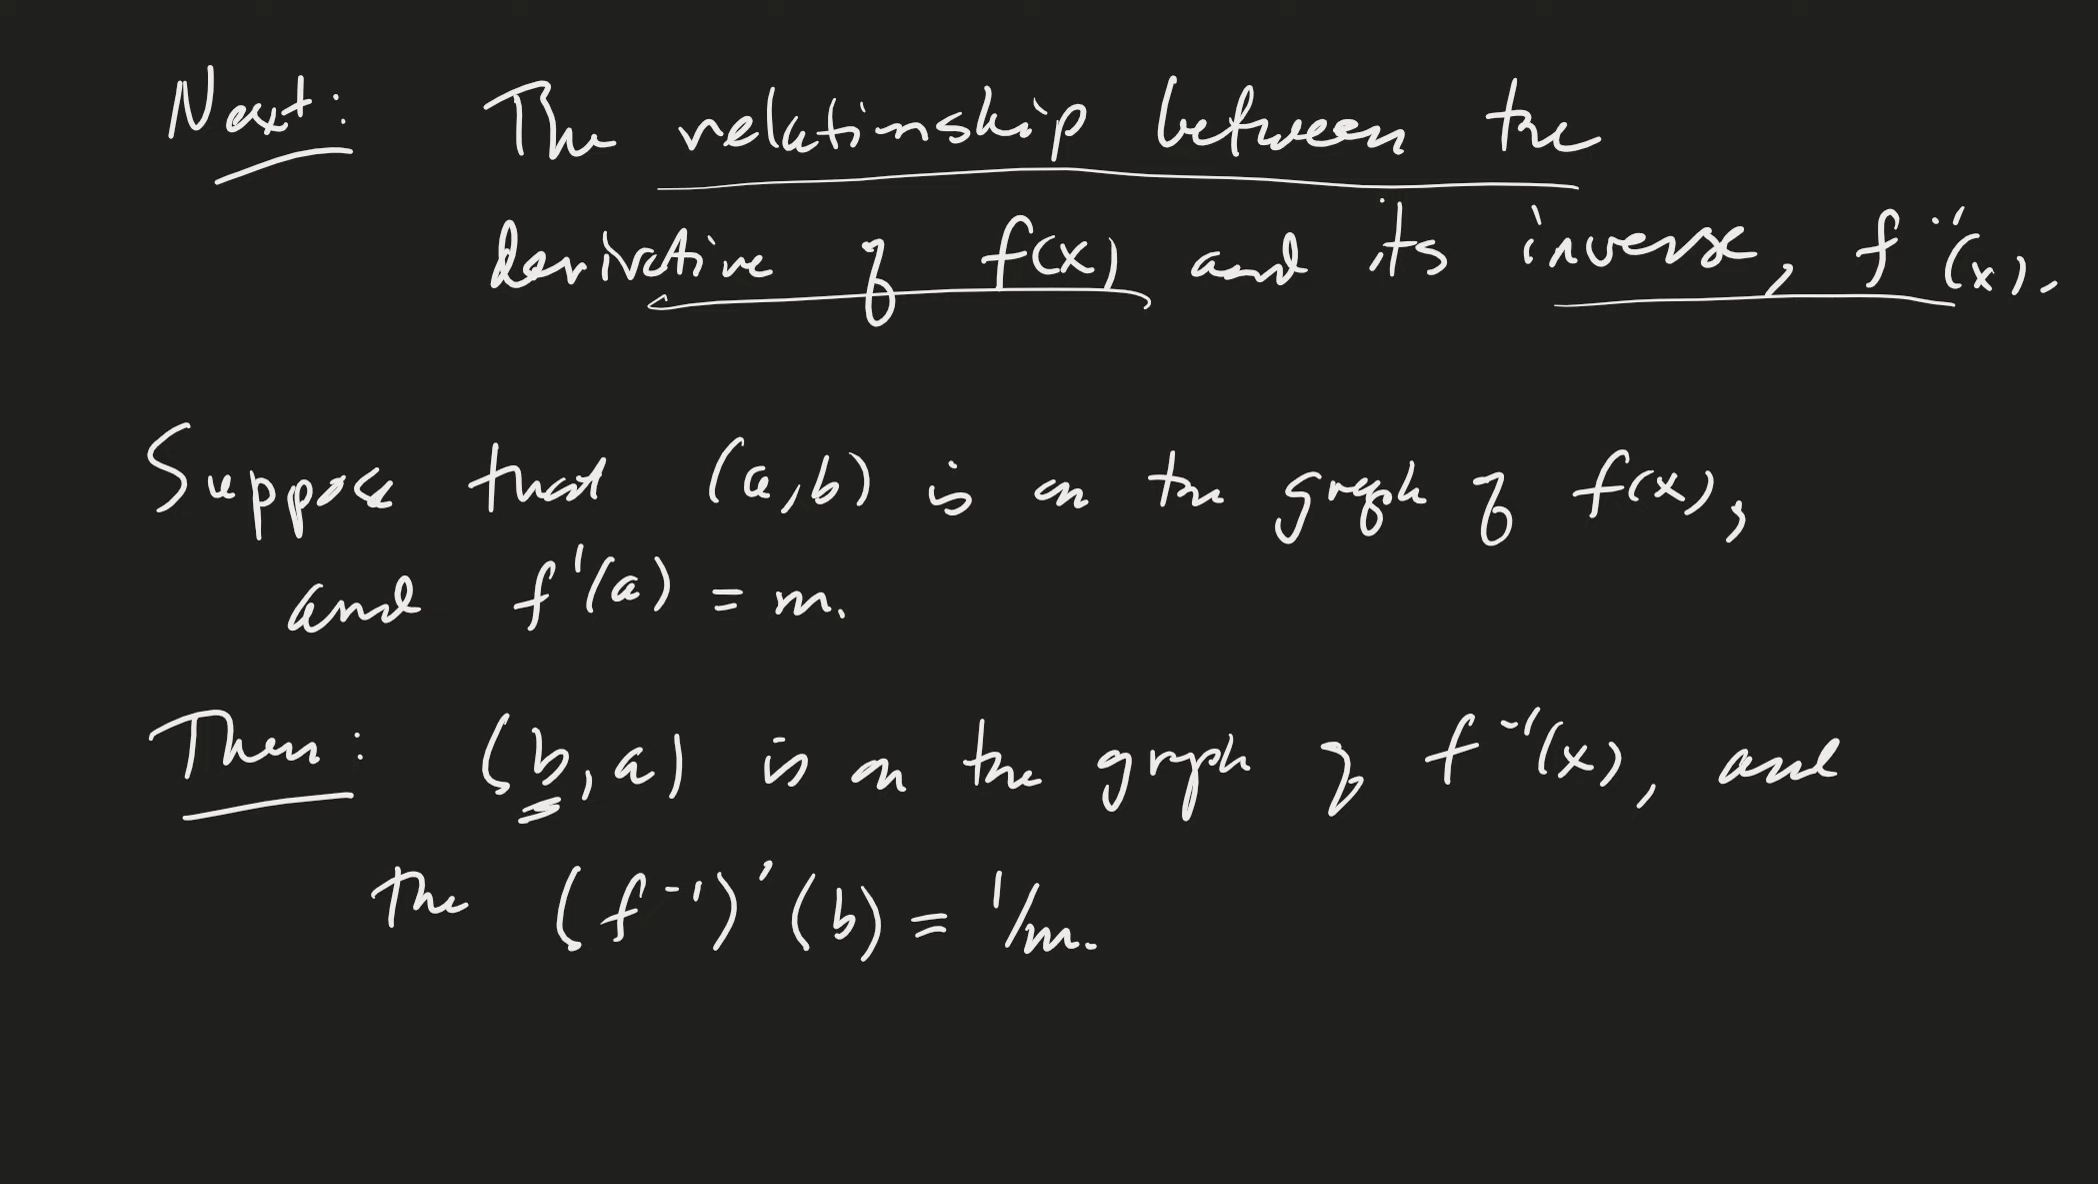 Next: The relationship between the
derivative of f(x) and its inverse, f⁻¹(x).
Suppose that (a,b) is on the graph of f(x),
and f'(a) = m.
Then: (b,a) is on the graph of f⁻¹(x), and
the (f⁻¹)'(b) = 1/m.